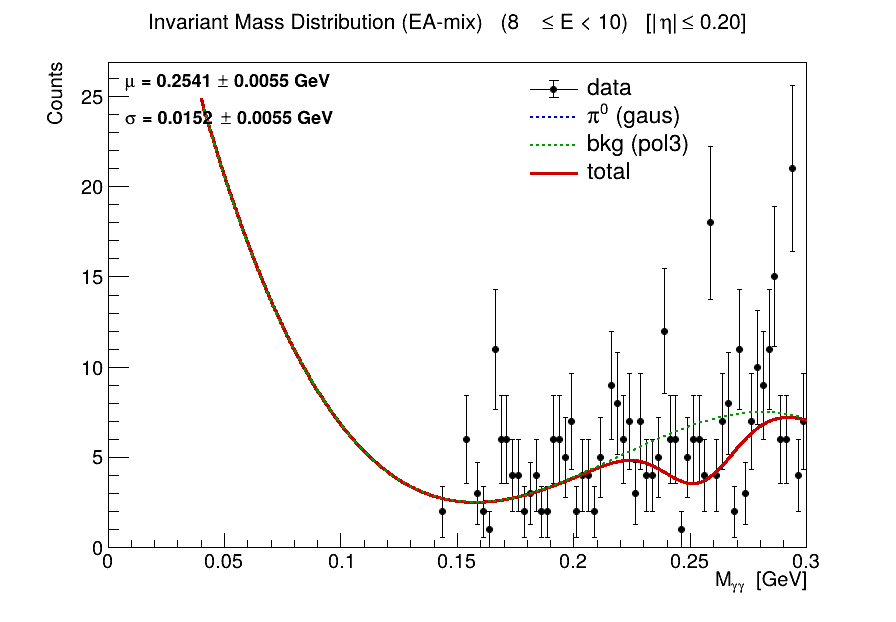 Invariant Mass Distribution (EA-mix) (8 ≤ E < 10) [|η| ≤ 0.20]
Counts
μ = 0.2541 ± 0.0055 GeV
σ = 0.0152 ± 0.0055 GeV
data
π⁰ (gaus)
bkg (pol3)
total
25
20
15
10
5
0
0 0.05 0.1 0.15 0.2 0.25 0.3
Mγγ [GeV]